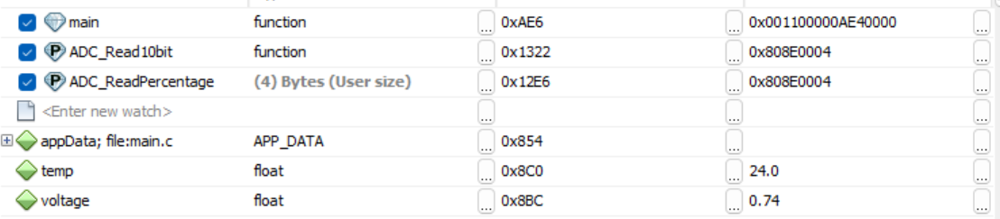 main function ... 0xAE6 ... 0x001100000AE40000 ...
P ADC_Read10bit function ... 0x1322 ... 0x808E0004 ...
P ADC_ReadPercentage (4) Bytes (User size) ... 0x12E6 ... 0x808E0004 ...
<Enter new watch> ... ... ...
appData; file:main.c APP_DATA ... 0x854 ... ...
temp float ... 0x8C0 ... 24.0 ...
voltage float ... 0x8BC ... 0.74 ...